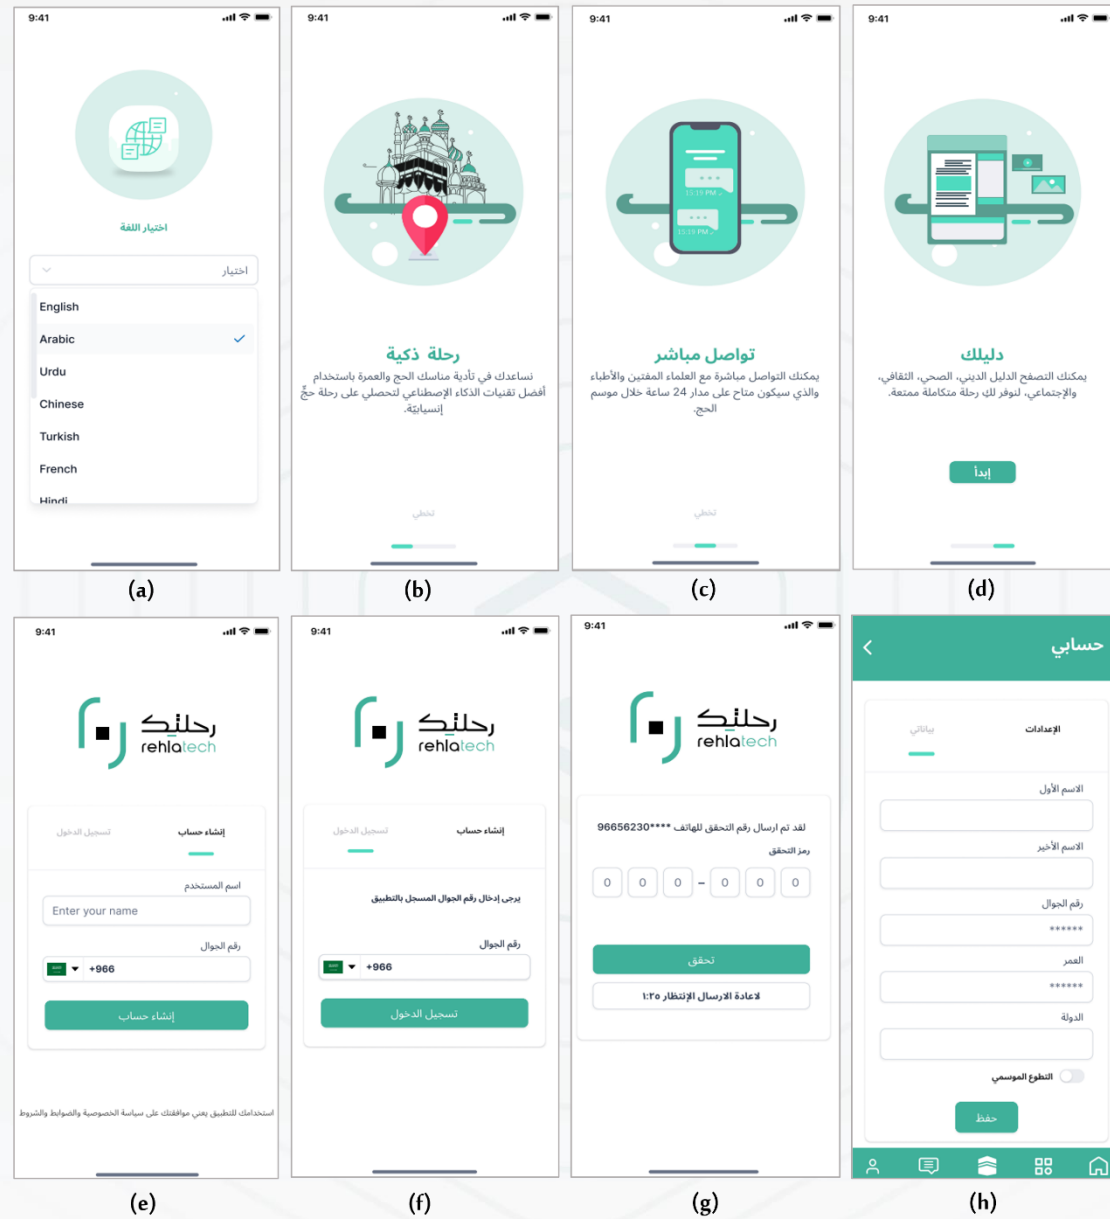 9:41
اختيار اللغة
اختيار
English
Arabic
Urdu
Chinese
Turkish
French
Hindi
(a)
9:41
رحلة ذكية
نساعدك في تأدية مناسك الحج والعمرة باستخدام
أفضل تقنيات الذكاء الإصطناعي لتحصلي على رحلة حجٍّ
إنسيابيّة.
تخطي
(b)
9:41
15:19 PM
15:19 PM
تواصل مباشر
يمكنك التواصل مباشرة مع العلماء المفتين والأطباء
والذي سيكون متاح على مدار 24 ساعة خلال موسم
الحج.
تخطي
(c)
9:41
دليلك
يمكنك التصفح الدليل الديني، الصحي، الثقافي،
والإجتماعي، لنوفر لكِ رحلة متكاملة ممتعة.
إبدأ
(d)
9:41
رحلتك
rehlatech
إنشاء حساب
تسجيل الدخول
اسم المستخدم
Enter your name
رقم الجوال
+966
إنشاء حساب
استخدامك للتطبيق يعني موافقتك على سياسة الخصوصية والضوابط والشروط
(e)
9:41
رحلتك
rehlatech
إنشاء حساب
تسجيل الدخول
يرجى إدخال رقم الجوال المسجل بالتطبيق
رقم الجوال
+966
تسجيل الدخول
(f)
9:41
رحلتك
rehlatech
لقد تم ارسال رقم التحقق للهاتف ****96656230
رمز التحقق
0 0 0 – 0 0 0
تحقق
لاعادة الارسال الإنتظار ١:٢٥
(g)
حسابي
الإعدادات
بياناتي
الاسم الأول
الاسم الأخير
رقم الجوال
******
العمر
******
الدولة
التطوع الموسمي
حفظ
(h)